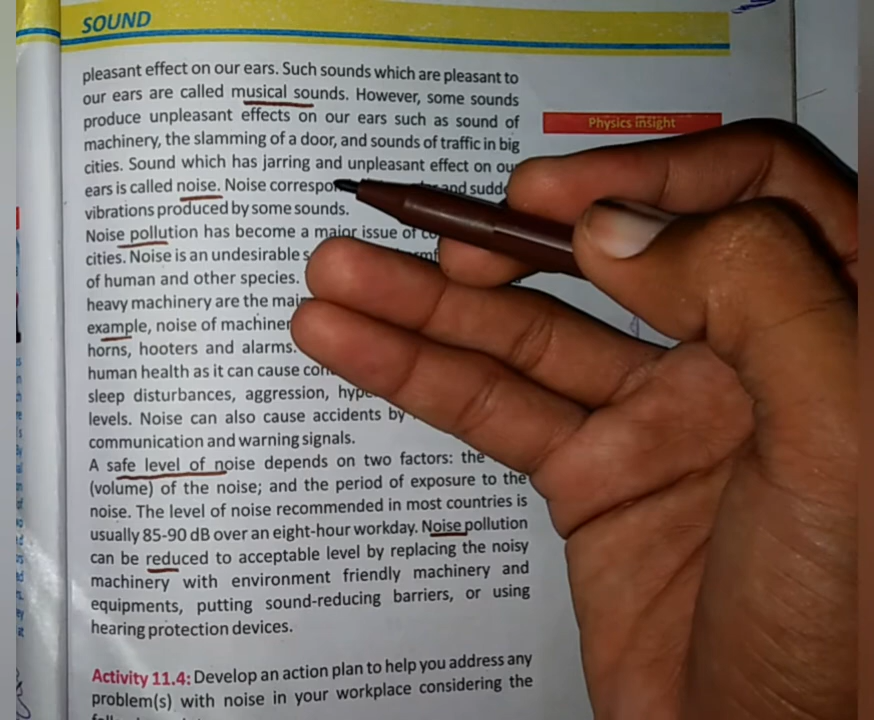 SOUND
pleasant effect on our ears. Such sounds which are pleasant to
our ears are called musical sounds. However, some sounds
produce unpleasant effects on our ears such as sound of
machinery, the slamming of a door, and sounds of traffic in big
cities. Sound which has jarring and unpleasant effect on
ears is called noise. Noise and
vibrations produced by some sounds.
Noise pollution has become a major issue of
cities. Noise is an undesirable
of human and other species.
heavy machinery are the
example, noise of
horns, hooters and alarms.
human health as it can cause
sleep disturbances, aggression,
levels. Noise can also cause accidents by
communication and warning signals.
A safe level of noise depends on two factors: the
(volume) of the noise; and the period of exposure to the
noise. The level of noise recommended in most countries is
usually 85-90 dB over an eight-hour workday. Noise pollution
can be reduced to acceptable level by replacing the noisy
machinery with environment friendly machinery and
equipments, putting sound-reducing barriers, or using
hearing protection devices.
Activity 11.4: Develop an action plan to help you address any
problem(s) with noise in your workplace considering the
Physics insight